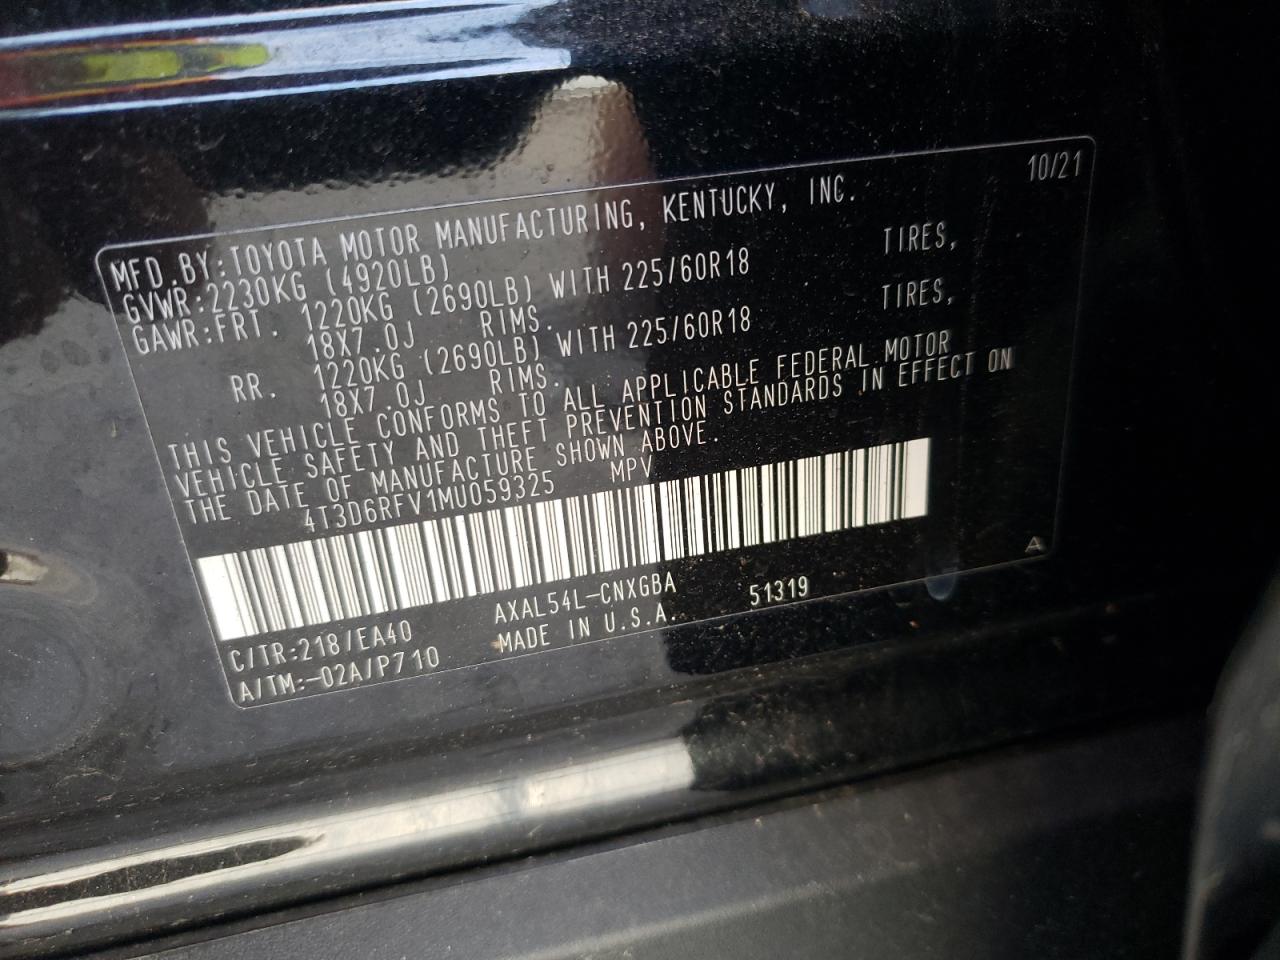 10/21
MFD.BY:TOYOTA MOTOR MANUFACTURING, KENTUCKY, INC.
GVWR:2230KG (4920LB)
GAWR:FRT. 1220KG (2690LB) WITH 225/60R18 TIRES,
18X7.0J RIMS.
RR. 1220KG (2690LB) WITH 225/60R18 TIRES,
18X7.0J RIMS.
THIS VEHICLE CONFORMS TO ALL APPLICABLE FEDERAL MOTOR
VEHICLE SAFETY AND THEFT PREVENTION STANDARDS IN EFFECT ON
THE DATE OF MANUFACTURE SHOWN ABOVE.
4T3D6RFV1MU059325 MPV
A
C/TR:218/EA40 AXAL54L-CNXGBA 51319
A/TM:-02A/P710 MADE IN U.S.A.